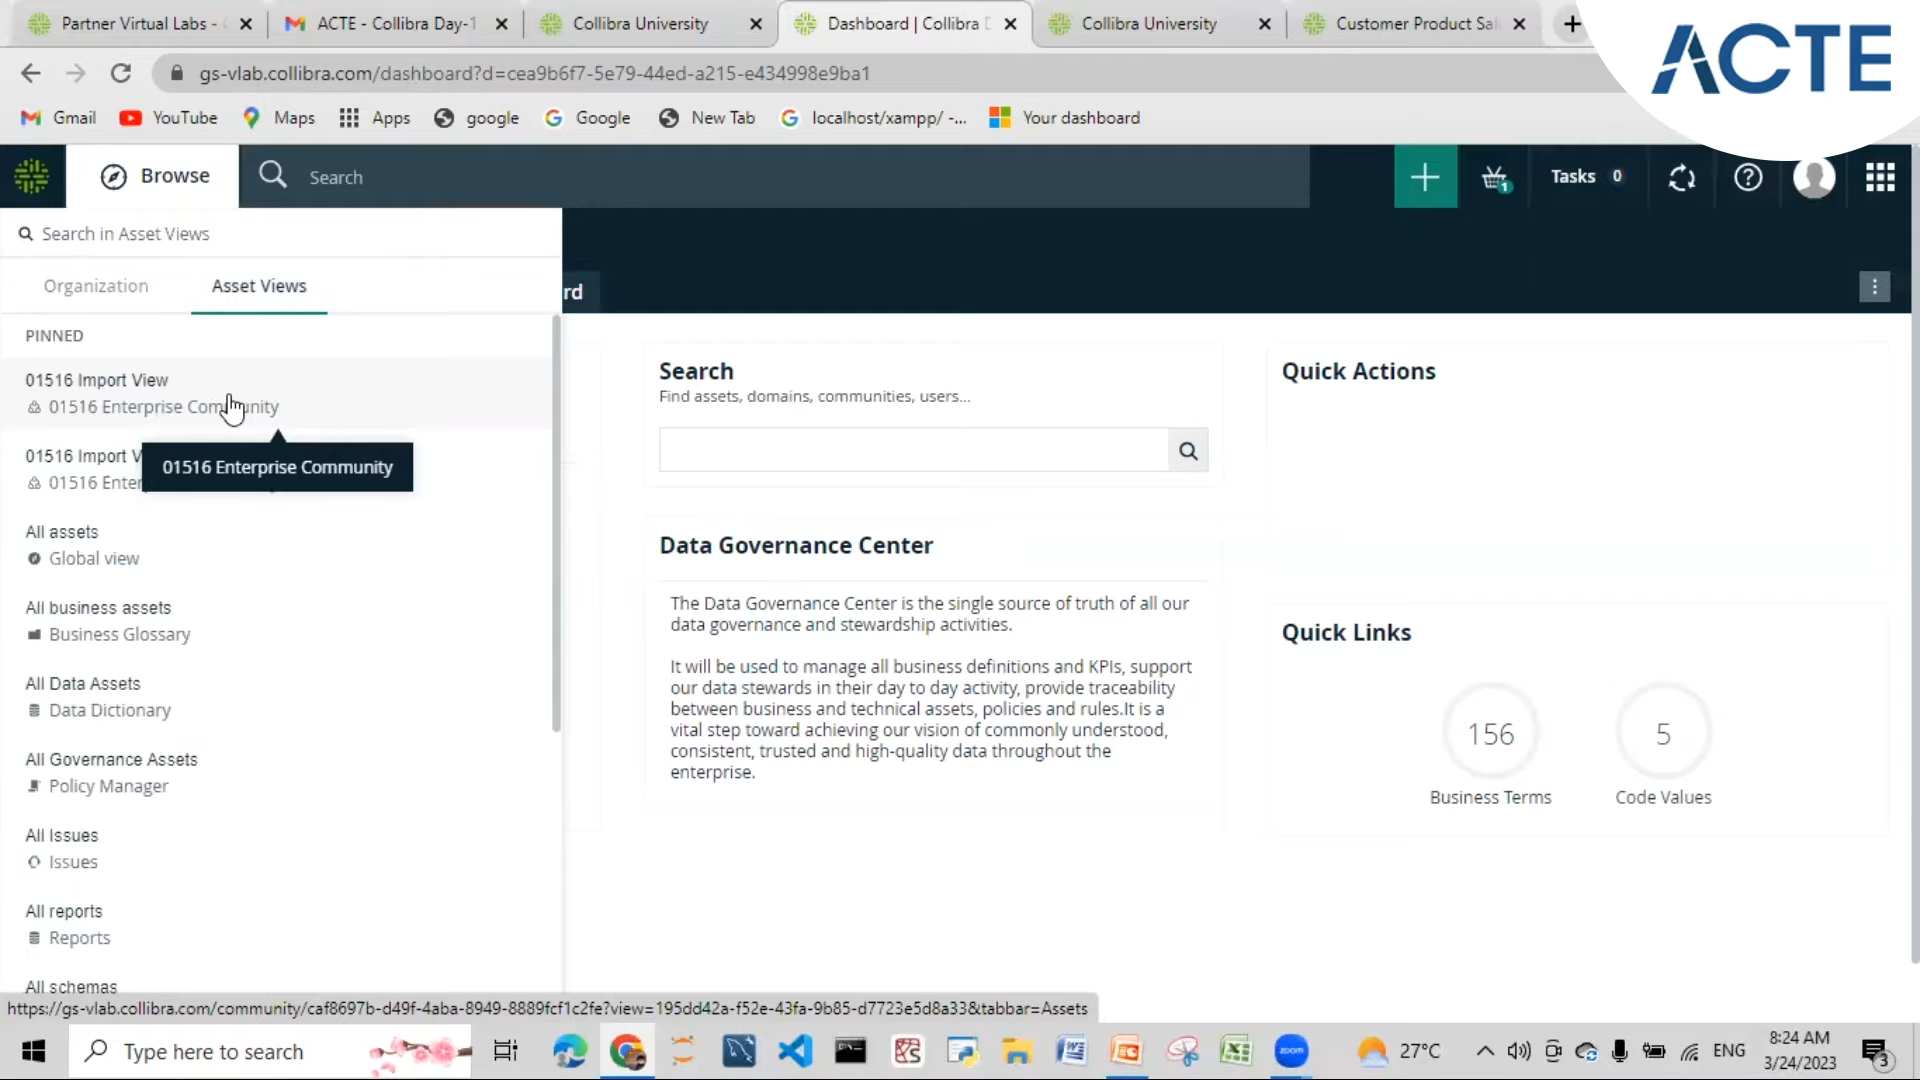 Partner Virtual Labs -
ACTE - Collibra Day-1
Collibra University
Dashboard | Collibra
Collibra University
Customer Product Sal
ACTE
gs-vlab.collibra.com/dashboard?d=cea9b6f7-5e79-44ed-a215-e434998e9ba1
Gmail
YouTube
Maps
Apps
google
Google
New Tab
localhost/xampp/ -...
Your dashboard
Browse
Search
1
Tasks 0
Search in Asset Views
Organization
Asset Views
rd
PINNED
01516 Import View
01516 Enterprise Community
01516 Import V
01516 Enter
01516 Enterprise Community
All assets
Global view
All business assets
Business Glossary
All Data Assets
Data Dictionary
All Governance Assets
Policy Manager
All Issues
Issues
All reports
Reports
All schemas
Search
Find assets, domains, communities, users...
Data Governance Center
The Data Governance Center is the single source of truth of all our
data governance and stewardship activities.
It will be used to manage all business definitions and KPIs, support
our data stewards in their day to day activity, provide traceability
between business and technical assets, policies and rules.It is a
vital step toward achieving our vision of commonly understood,
consistent, trusted and high-quality data throughout the
enterprise.
Quick Actions
Quick Links
156
Business Terms
5
Code Values
https://gs-vlab.collibra.com/community/caf8697b-d49f-4aba-8949-8889fcf1c2fe?view=195dd42a-f52e-43fa-9b85-d7723e5d8a33&tabbar=Assets
Type here to search
zoom
27°C
ENG
8:24 AM
3/24/2023
3